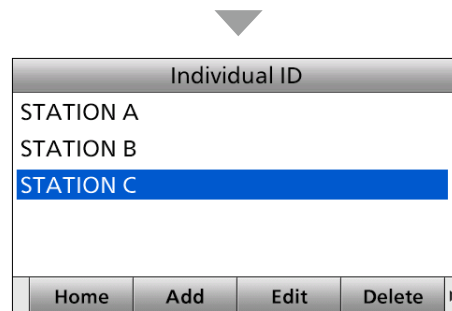 Individual ID
STATION A
STATION B
STATION C
Home Add Edit Delete